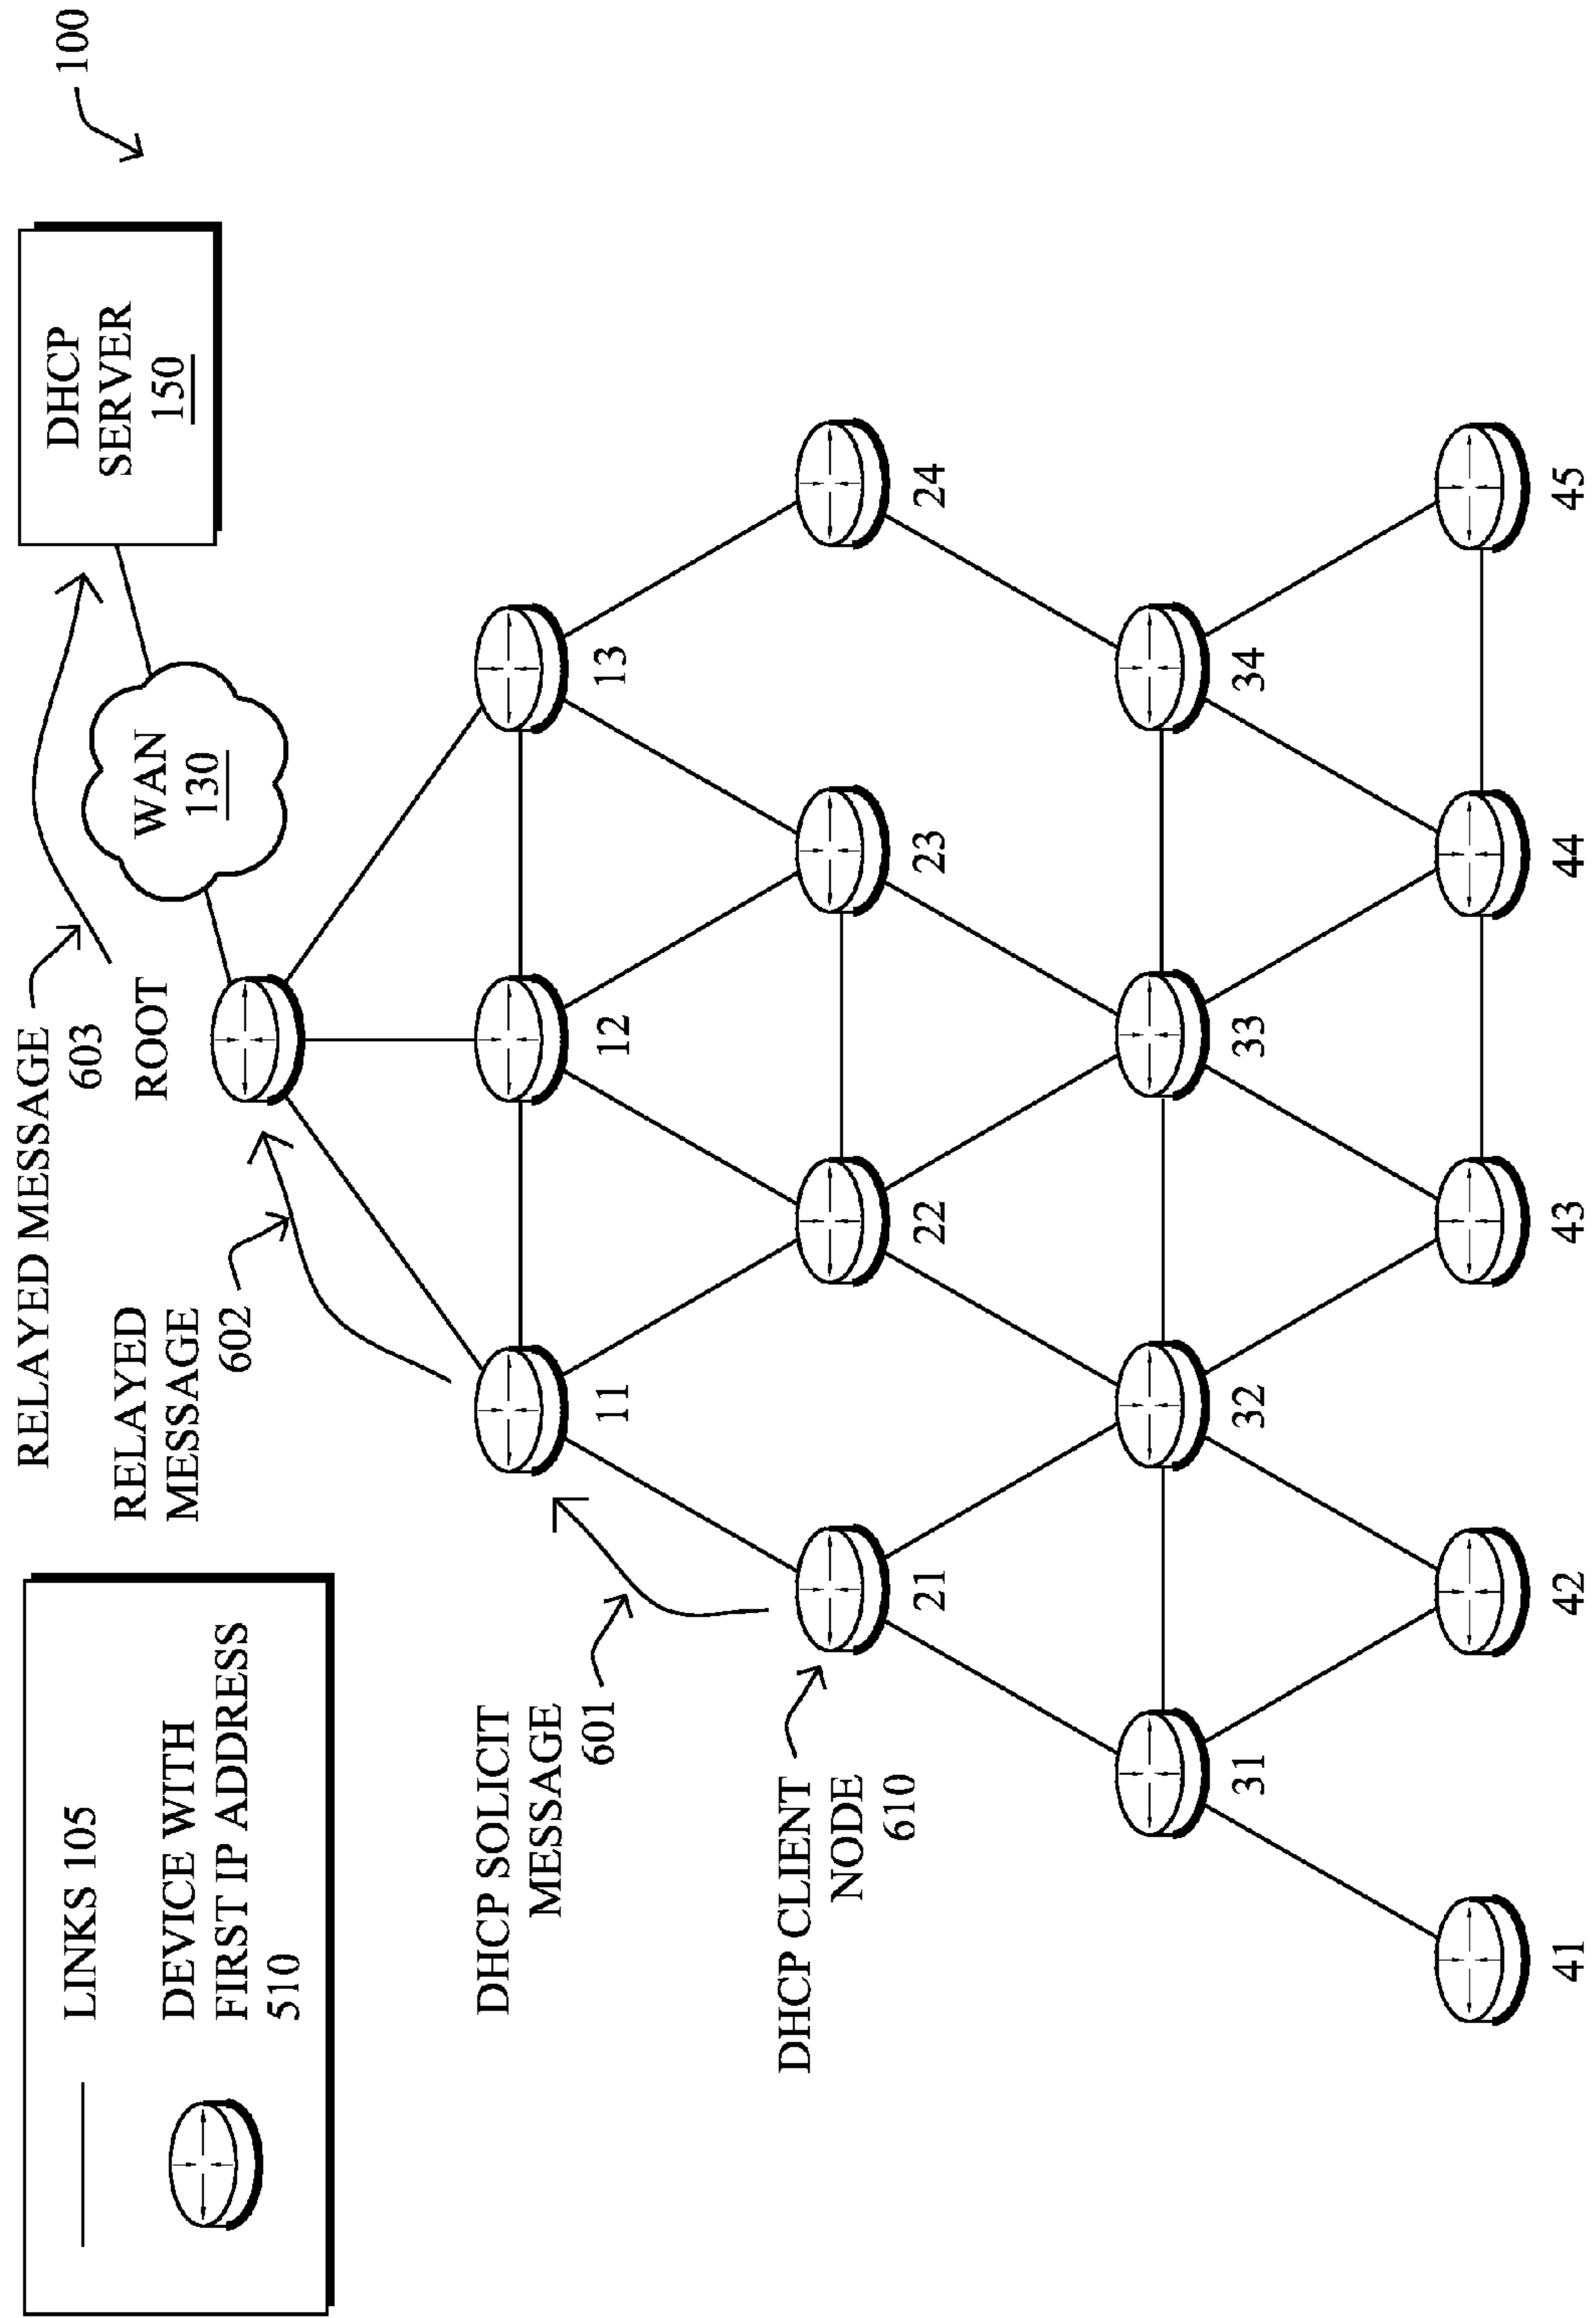 LINKS 105
DEVICE WITH
FIRST IP ADDRESS
510
RELAYED MESSAGE
603
RELAYED
MESSAGE
602
ROOT
WAN
130
DHCP
SERVER
150
100
DHCP SOLICIT
MESSAGE
601
11
12
13
DHCP CLIENT
NODE
610
21
22
23
24
31
32
33
34
41
42
43
44
45